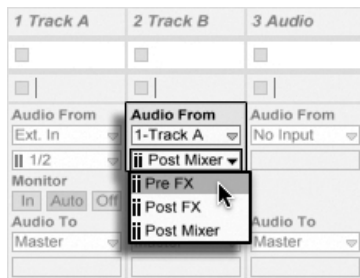 1 Track A 2 Track B 3 Audio
Audio From Audio From Audio From
Ext. In 1-Track A No Input
1/2 Post Mixer
Monitor Pre FX
In Auto Off Post FX
Audio To Post Mixer Audio To
Master Master